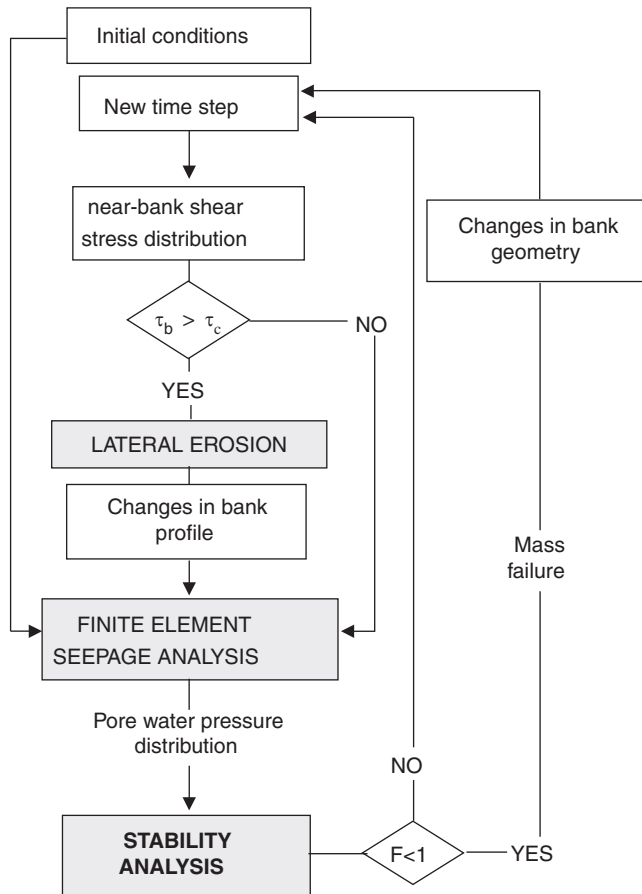 Initial conditions
New time step
near-bank shear
stress distribution
τb > τc
NO
YES
LATERAL EROSION
Changes in bank
profile
FINITE ELEMENT
SEEPAGE ANALYSIS
Pore water pressure
distribution
STABILITY
ANALYSIS
F<1
NO
YES
Mass
failure
Changes in bank
geometry